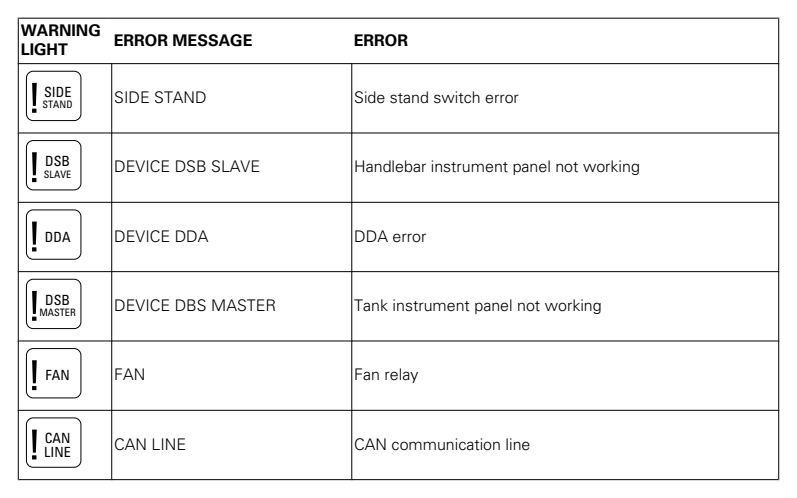 WARNING LIGHT ERROR MESSAGE ERROR
! SIDE STAND SIDE STAND Side stand switch error
! DSB SLAVE DEVICE DSB SLAVE Handlebar instrument panel not working
! DDA DEVICE DDA DDA error
! DSB MASTER DEVICE DBS MASTER Tank instrument panel not working
! FAN FAN Fan relay
! CAN LINE CAN LINE CAN communication line